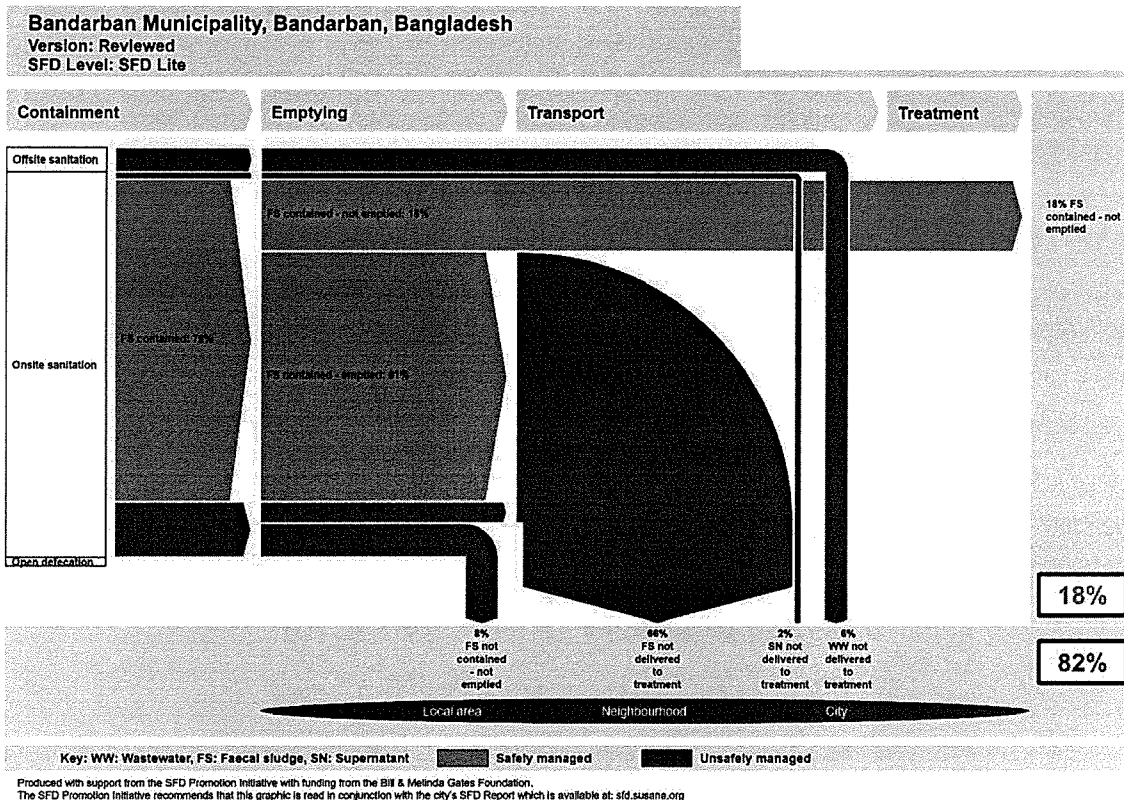 Bandarban Municipality, Bandarban, Bangladesh
Version: Reviewed
SFD Level: SFD Lite
Containment
Emptying
Transport
Treatment
Offsite sanitation
FS contained - not emptied: 18%
18% FS
contained - not
emptied
FS contained:
Onsite sanitation
FS contained - emptied: 61%
Open defecation
18%
82%
8%
FS not
contained
- not
emptied
66%
FS not
delivered
to
treatment
2%
SN not
delivered
to
treatment
6%
WW not
delivered
to
treatment
Local area
Neighbourhood
City
Key: WW: Wastewater, FS: Faecal sludge, SN: Supernatant
Safely managed
Unsafely managed
Produced with support from the SFD Promotion Initiative with funding from the Bill & Melinda Gates Foundation.
The SFD Promotion Initiative recommends that this graphic is read in conjunction with the city's SFD Report which is available at: sfd.susana.org